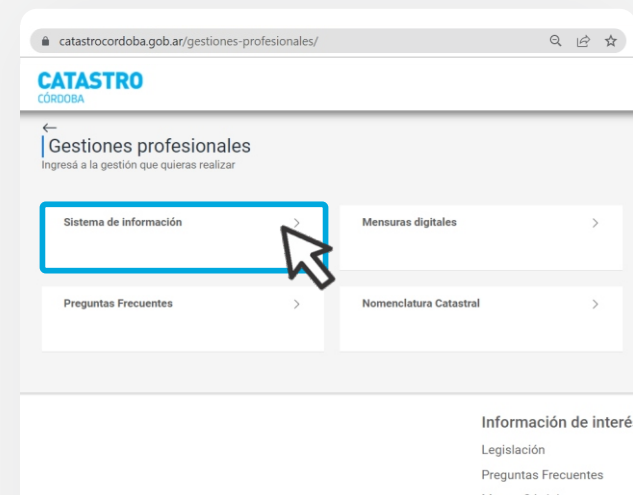 catastrocordoba.gob.ar/gestiones-profesionales/
CATASTRO
CÓRDOBA
Gestiones profesionales
Ingresá a la gestión que quieras realizar
Sistema de información
Mensuras digitales
Preguntas Frecuentes
Nomenclatura Catastral
Información de interés
Legislación
Preguntas Frecuentes